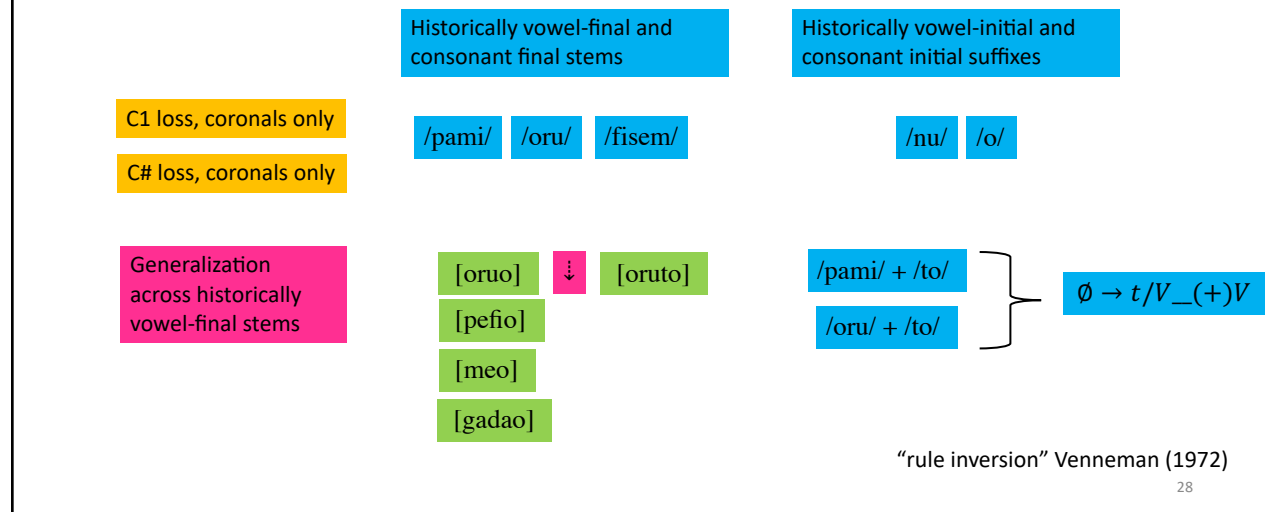 Historically vowel-final and
consonant final stems
Historically vowel-initial and
consonant initial suffixes
C1 loss, coronals only
C# loss, coronals only
/pami/ /oru/ /fisem/
/nu/ /o/
Generalization
across historically
vowel-final stems
[oruo] ⇣ [oruto]
[pefio]
[meo]
[gadao]
/pami/ + /to/
/oru/ + /to/
∅ → t/V__(+)V
“rule inversion” Venneman (1972)
28